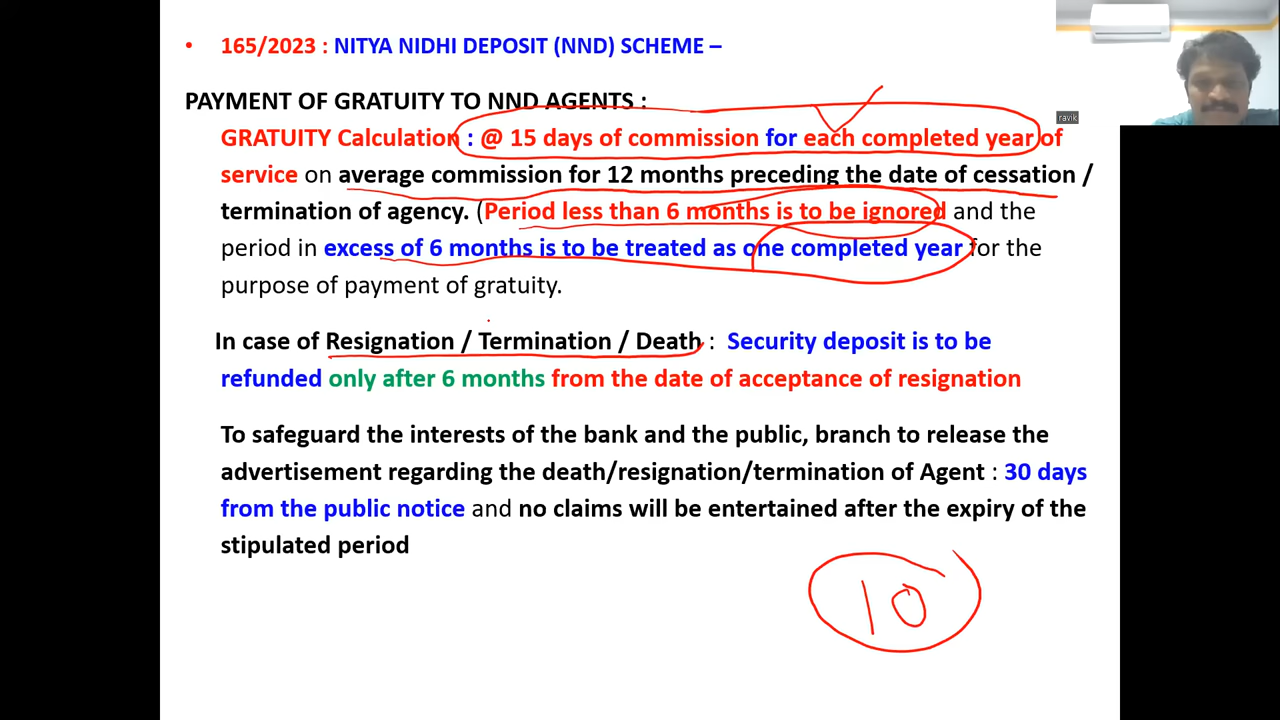 • 165/2023 : NITYA NIDHI DEPOSIT (NND) SCHEME –
PAYMENT OF GRATUITY TO NND AGENTS :
GRATUITY Calculation : @ 15 days of commission for each completed year of
service on average commission for 12 months preceding the date of cessation /
termination of agency. (Period less than 6 months is to be ignored and the
period in excess of 6 months is to be treated as one completed year for the
purpose of payment of gratuity.
In case of Resignation / Termination / Death : Security deposit is to be
refunded only after 6 months from the date of acceptance of resignation
To safeguard the interests of the bank and the public, branch to release the
advertisement regarding the death/resignation/termination of Agent : 30 days
from the public notice and no claims will be entertained after the expiry of the
stipulated period
10
ravik